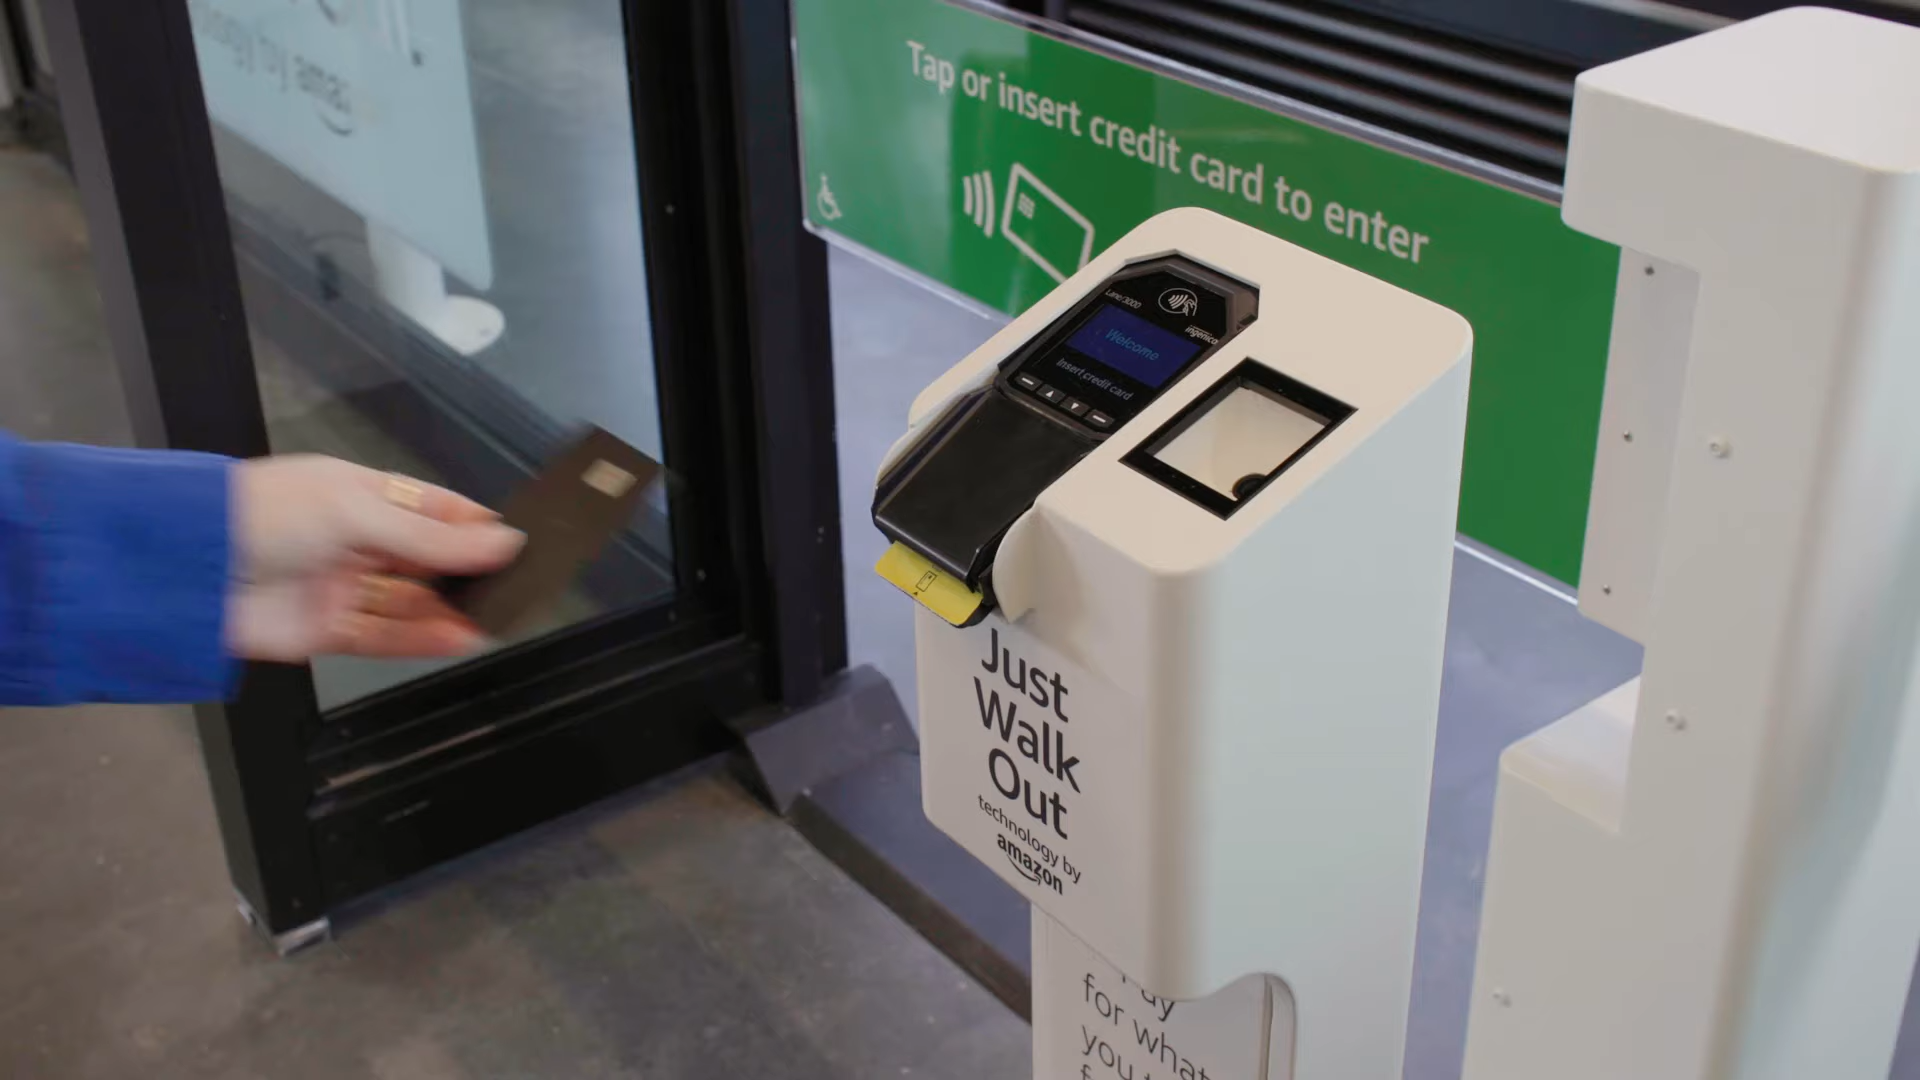 Tap or insert credit card to enter
Lane/3000
ingenico
Welcome
Insert credit card
Just
Walk
Out
technology by
amazon
for what
you